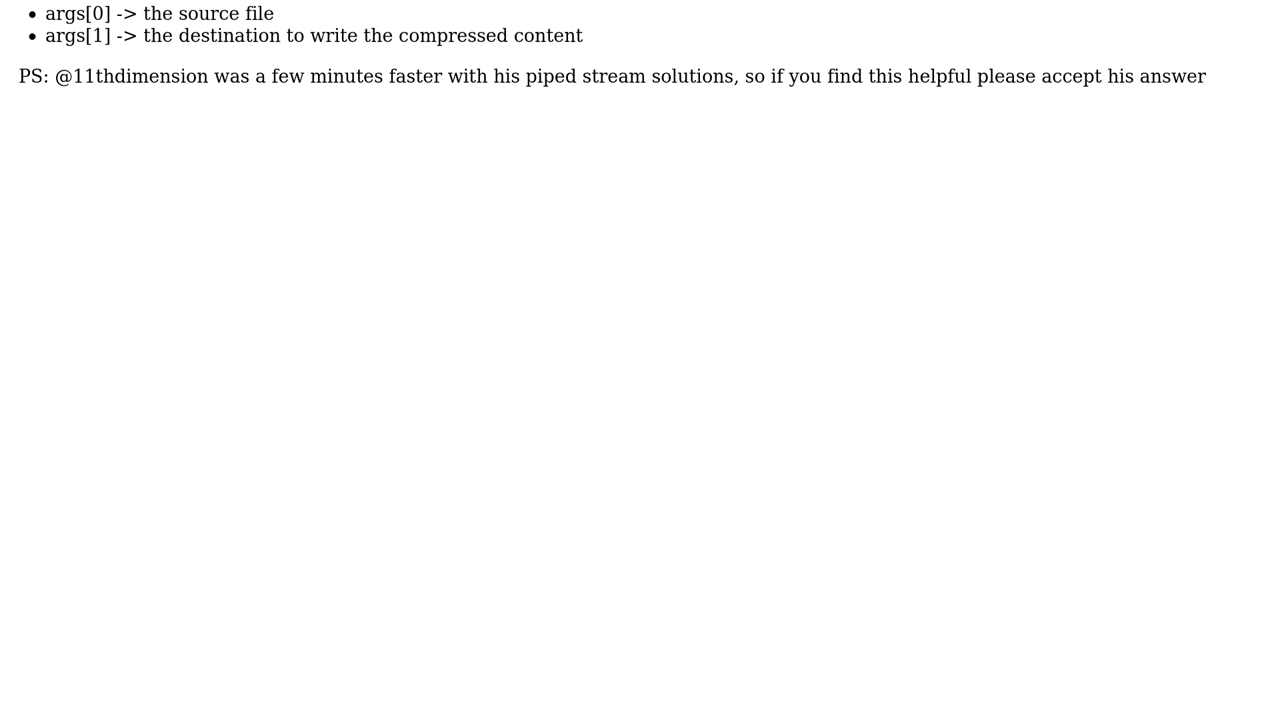 • args[0] -> the source file
• args[1] -> the destination to write the compressed content
PS: @11thdimension was a few minutes faster with his piped stream solutions, so if you find this helpful please accept his answer